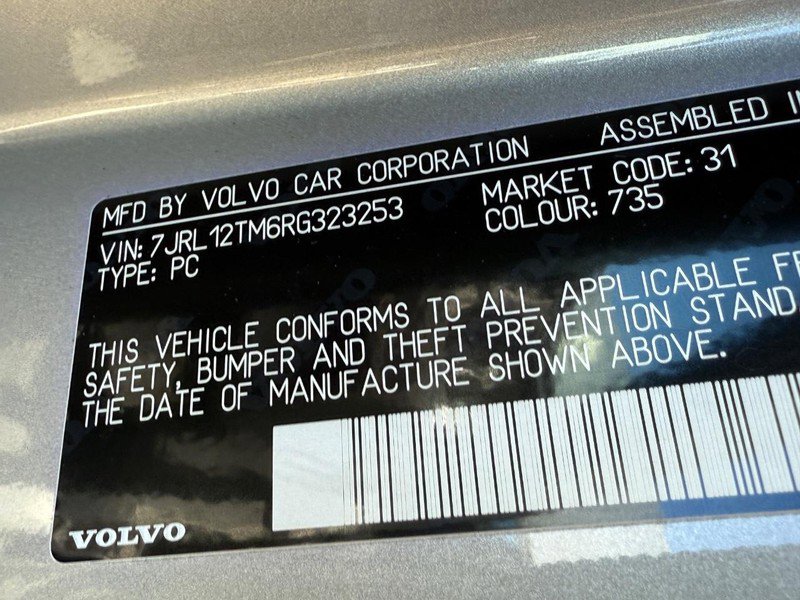 MFD BY VOLVO CAR CORPORATION ASSEMBLED IN
VIN: 7JRL12TM6RG323253 MARKET CODE: 31
TYPE: PC COLOUR: 735
THIS VEHICLE CONFORMS TO ALL APPLICABLE
SAFETY, BUMPER AND THEFT PREVENTION
THE DATE OF MANUFACTURE SHOWN ABOVE.
VOLVO